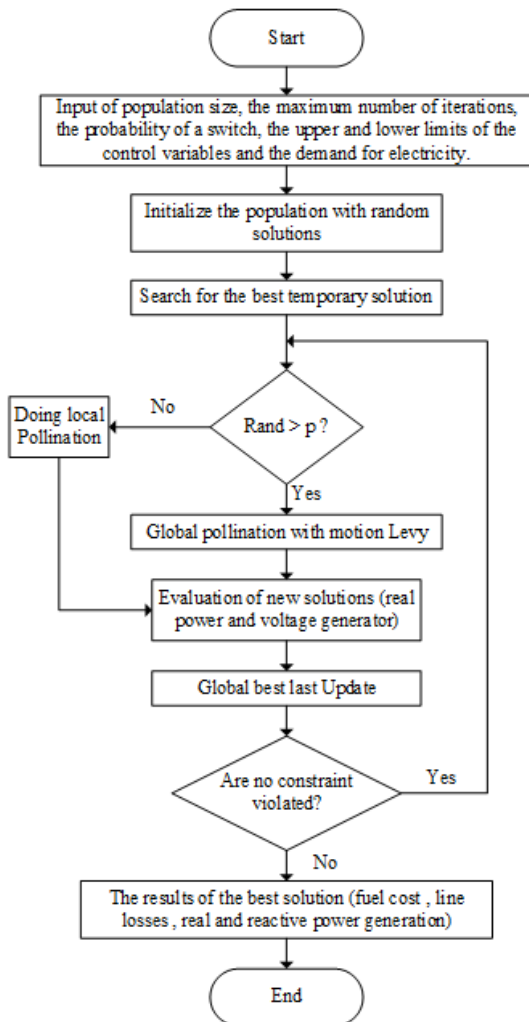 Start
Input of population size, the maximum number of iterations,
the probability of a switch, the upper and lower limits of the
control variables and the demand for electricity.
Initialize the population with random
solutions
Search for the best temporary solution
No
Doing local
Pollination
Rand > p ?
Yes
Global pollination with motion Levy
Evaluation of new solutions (real
power and voltage generator)
Global best last Update
Are no constraint
violated?
Yes
No
The results of the best solution (fuel cost , line
losses , real and reactive power generation)
End